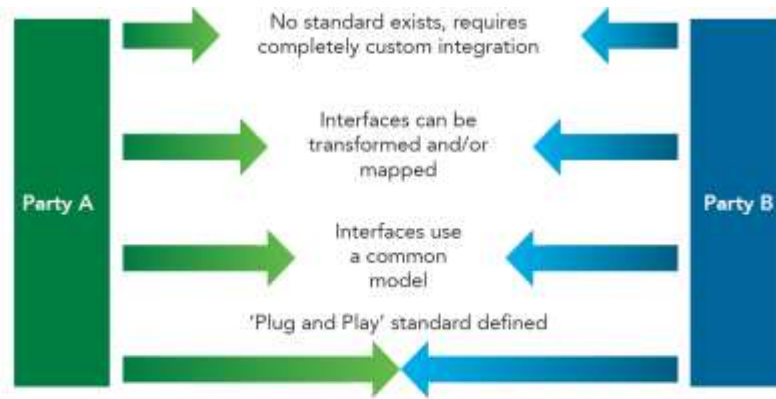 No standard exists, requires
completely custom integration
Interfaces can be
transformed and/or
mapped
Party A
Party B
Interfaces use
a common
model
'Plug and Play' standard defined